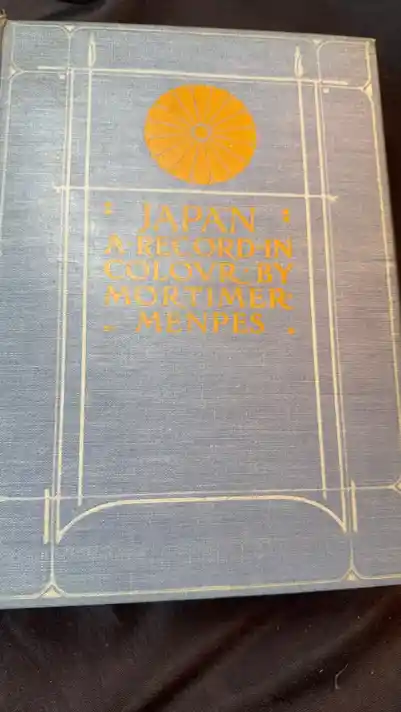 : JAPAN :
A·RECORD·IN
COLOVR·BY
MORTIMER
· MENPES ·